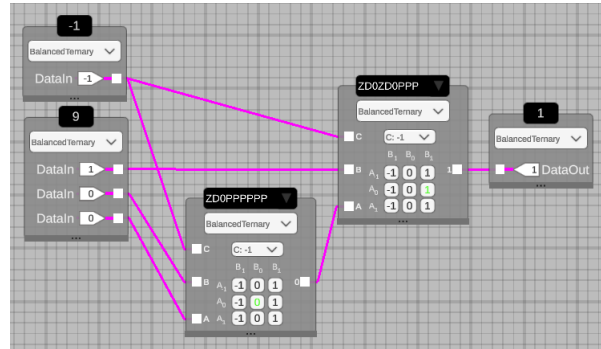 -1
BalancedTernary
DataIn -1
...
9
BalancedTernary
DataIn 1
DataIn 0
DataIn 0
ZD0PPPPPP
BalancedTernary
C C: -1
B₁ B₀ B₁
B A₁ -1 0 1 0
A₀ -1 0 1
A A₁ -1 0 1
...
ZD0ZD0PPP
BalancedTernary
C C: -1
B₁ B₀ B₁
B A₁ -1 0 1 1
A₀ -1 0 1
A A₁ -1 0 1
...
1
BalancedTernary
1 DataOut
...